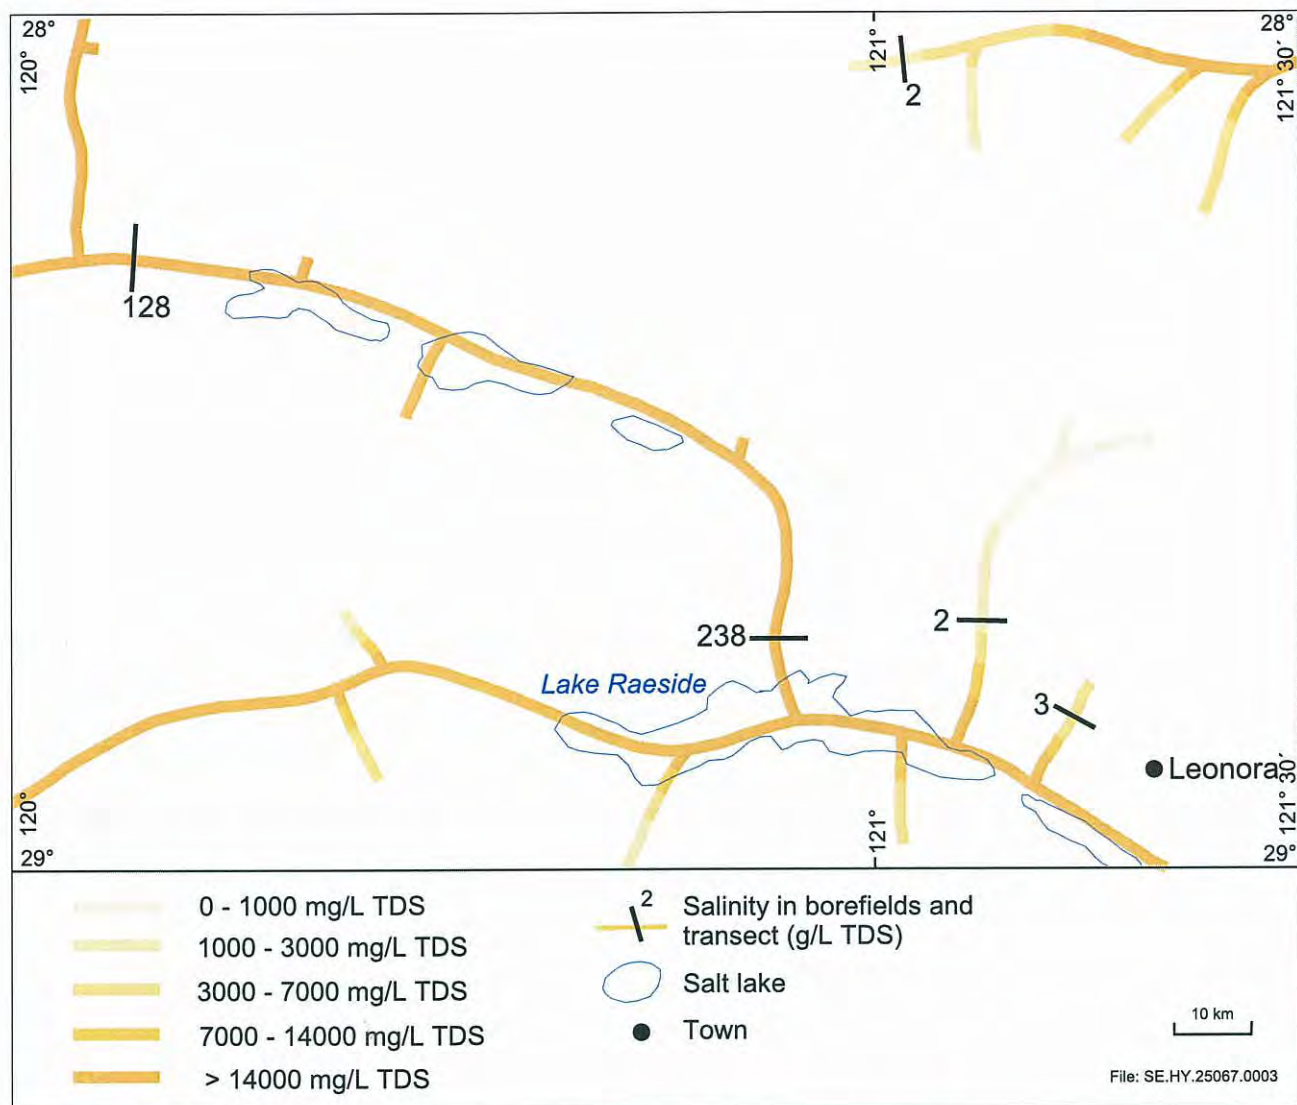 28°
120°
121°
28°
121° 30´
2
128
238
2
Lake Raeside
3
Leonora
120°
29°
121°
121° 30´
29°
0 - 1000 mg/L TDS
1000 - 3000 mg/L TDS
3000 - 7000 mg/L TDS
7000 - 14000 mg/L TDS
> 14000 mg/L TDS
2
Salinity in borefields and
transect (g/L TDS)
Salt lake
Town
10 km
File: SE.HY.25067.0003